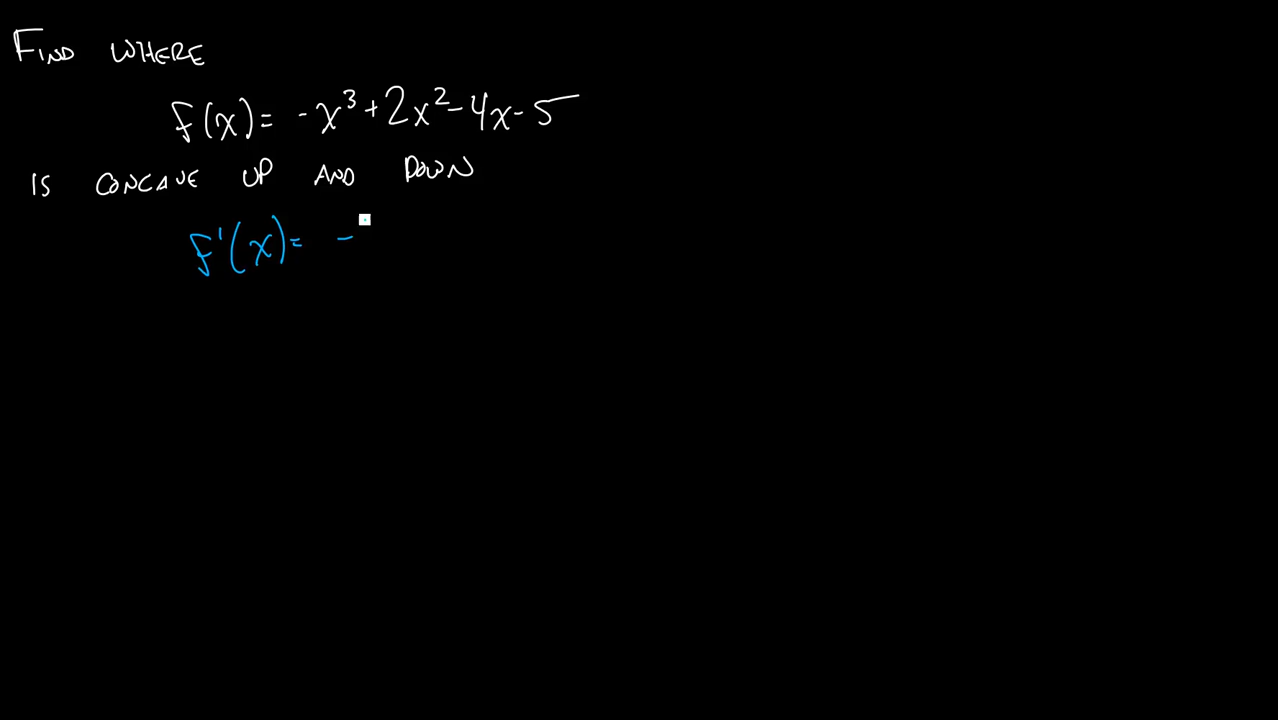 FIND WHERE
f(x)= -x³+2x²-4x-5
IS CONCAVE UP AND DOWN
f'(x)= -